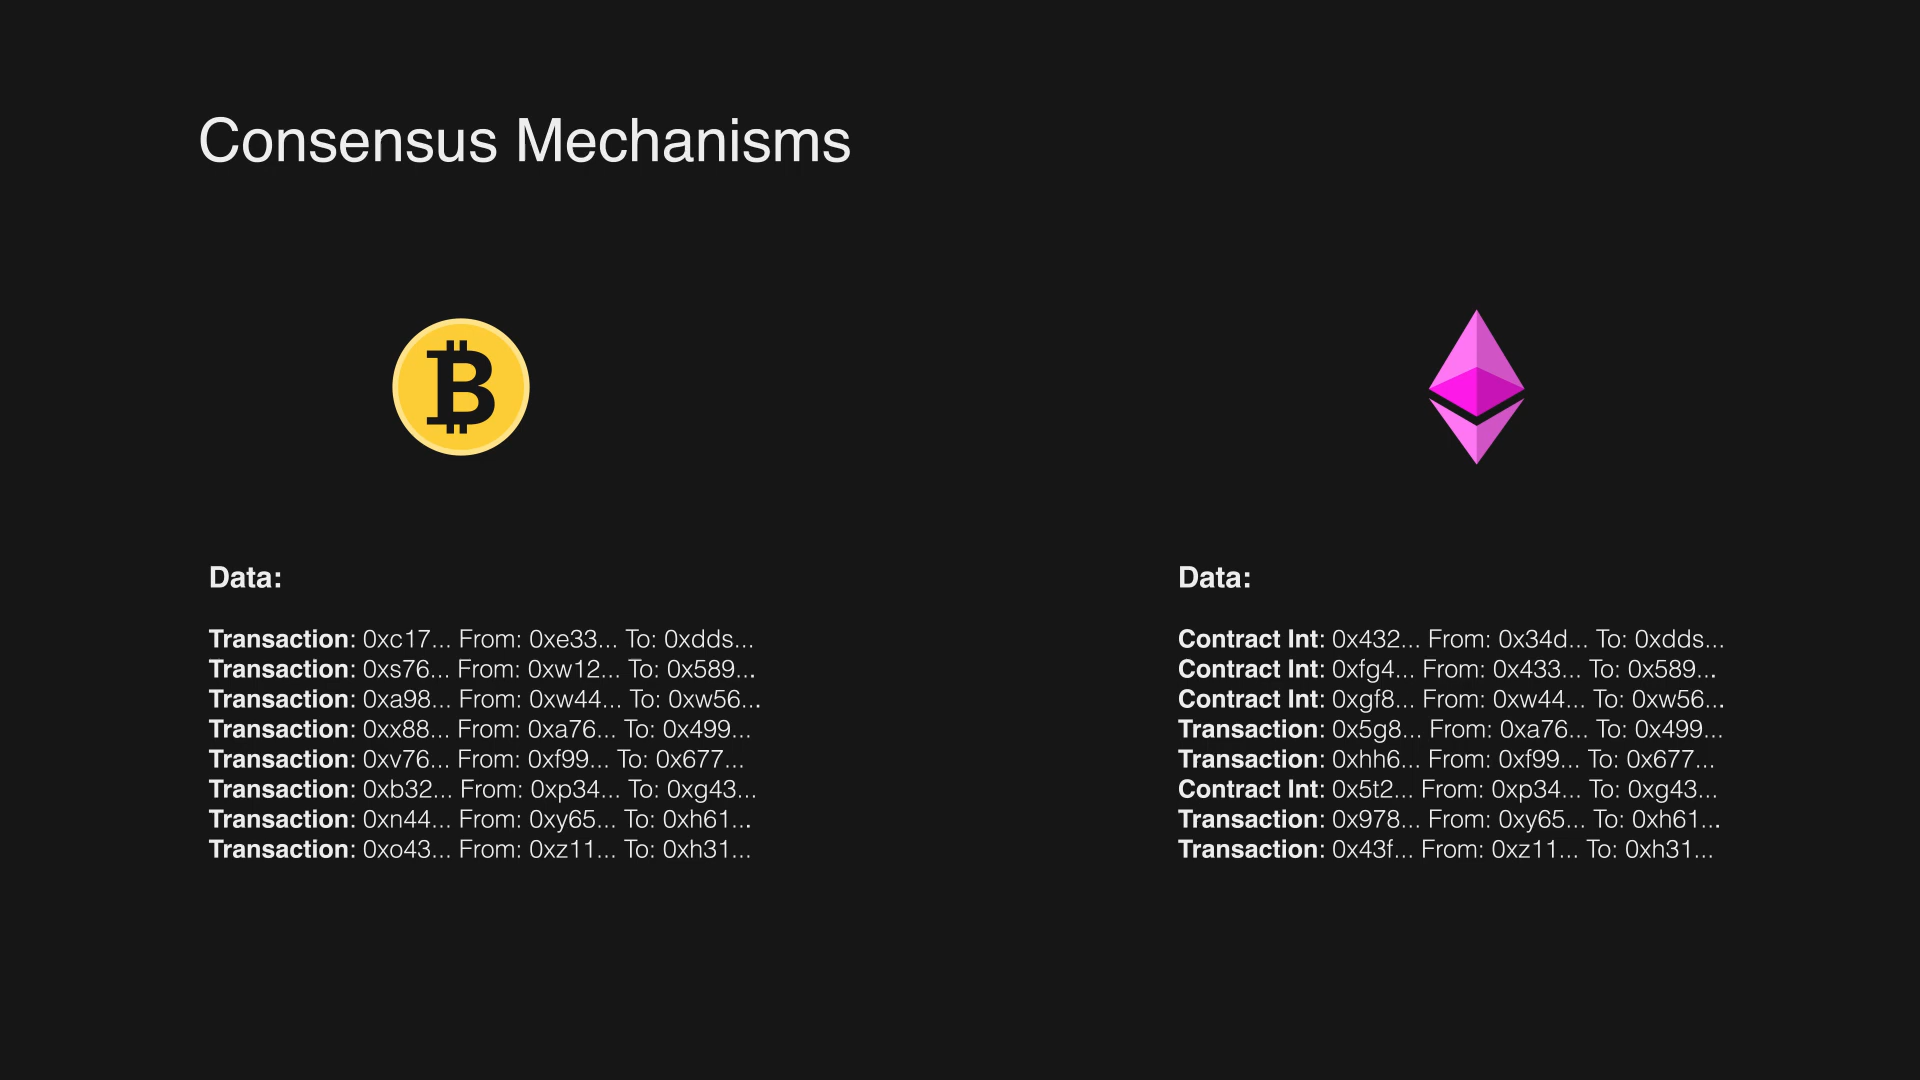 Consensus Mechanisms
Data:
Transaction: 0xc17... From: 0xe33... To: 0xdds...
Transaction: 0xs76... From: 0xw12... To: 0x589...
Transaction: 0xa98... From: 0xw44... To: 0xw56...
Transaction: 0xx88... From: 0xa76... To: 0x499...
Transaction: 0xv76... From: 0xf99... To: 0x677...
Transaction: 0xb32... From: 0xp34... To: 0xg43...
Transaction: 0xn44... From: 0xy65... To: 0xh61...
Transaction: 0xo43... From: 0xz11... To: 0xh31...
Data:
Contract Int: 0x432... From: 0x34d... To: 0xdds...
Contract Int: 0xfg4... From: 0x433... To: 0x589...
Contract Int: 0xgf8... From: 0xw44... To: 0xw56...
Transaction: 0x5g8... From: 0xa76... To: 0x499...
Transaction: 0xhh6... From: 0xf99... To: 0x677...
Contract Int: 0x5t2... From: 0xp34... To: 0xg43...
Transaction: 0x978... From: 0xy65... To: 0xh61...
Transaction: 0x43f... From: 0xz11... To: 0xh31...